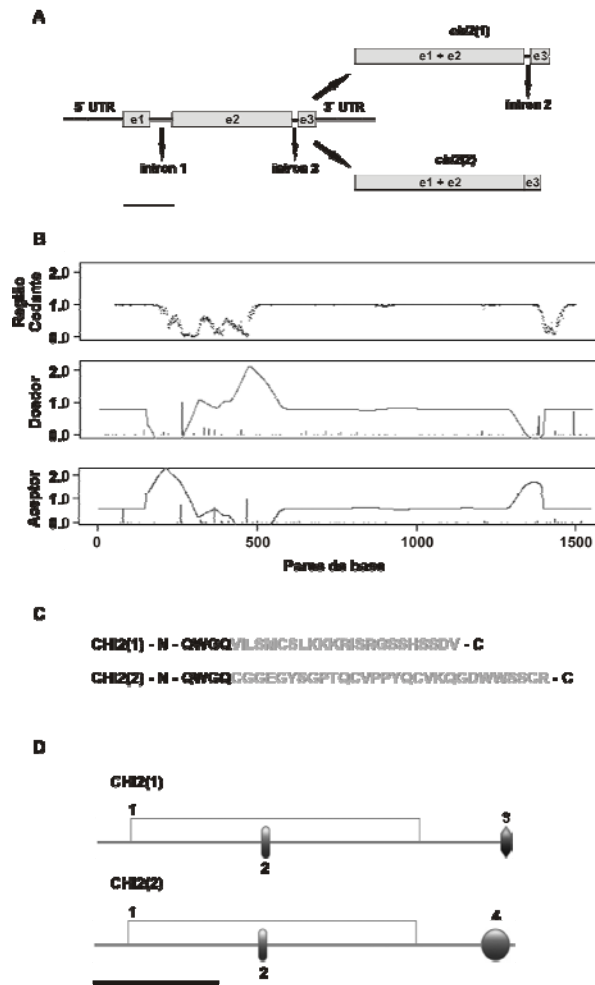 A
chi2(1)
e1 + e2
e3
intron 2
5' UTR
e1
e2
e3
3' UTR
intron 1
intron 2
chi2(2)
e1 + e2
e3
B
Região Codante
2.0
1.0
0.0
Doador
2.0
1.0
0.0
Aceptor
2.0
1.0
0.0
0
500
1000
1500
Pares de base
C
CHI2(1) - N - QWGQVILSMCSLKKKRISRGSSHSSDV - C
CHI2(2) - N - QWGQCGGEGYSGPTQCVPPYQCVKQGDWWSSCR - C
D
CHI2(1)
1
2
3
CHI2(2)
1
2
4